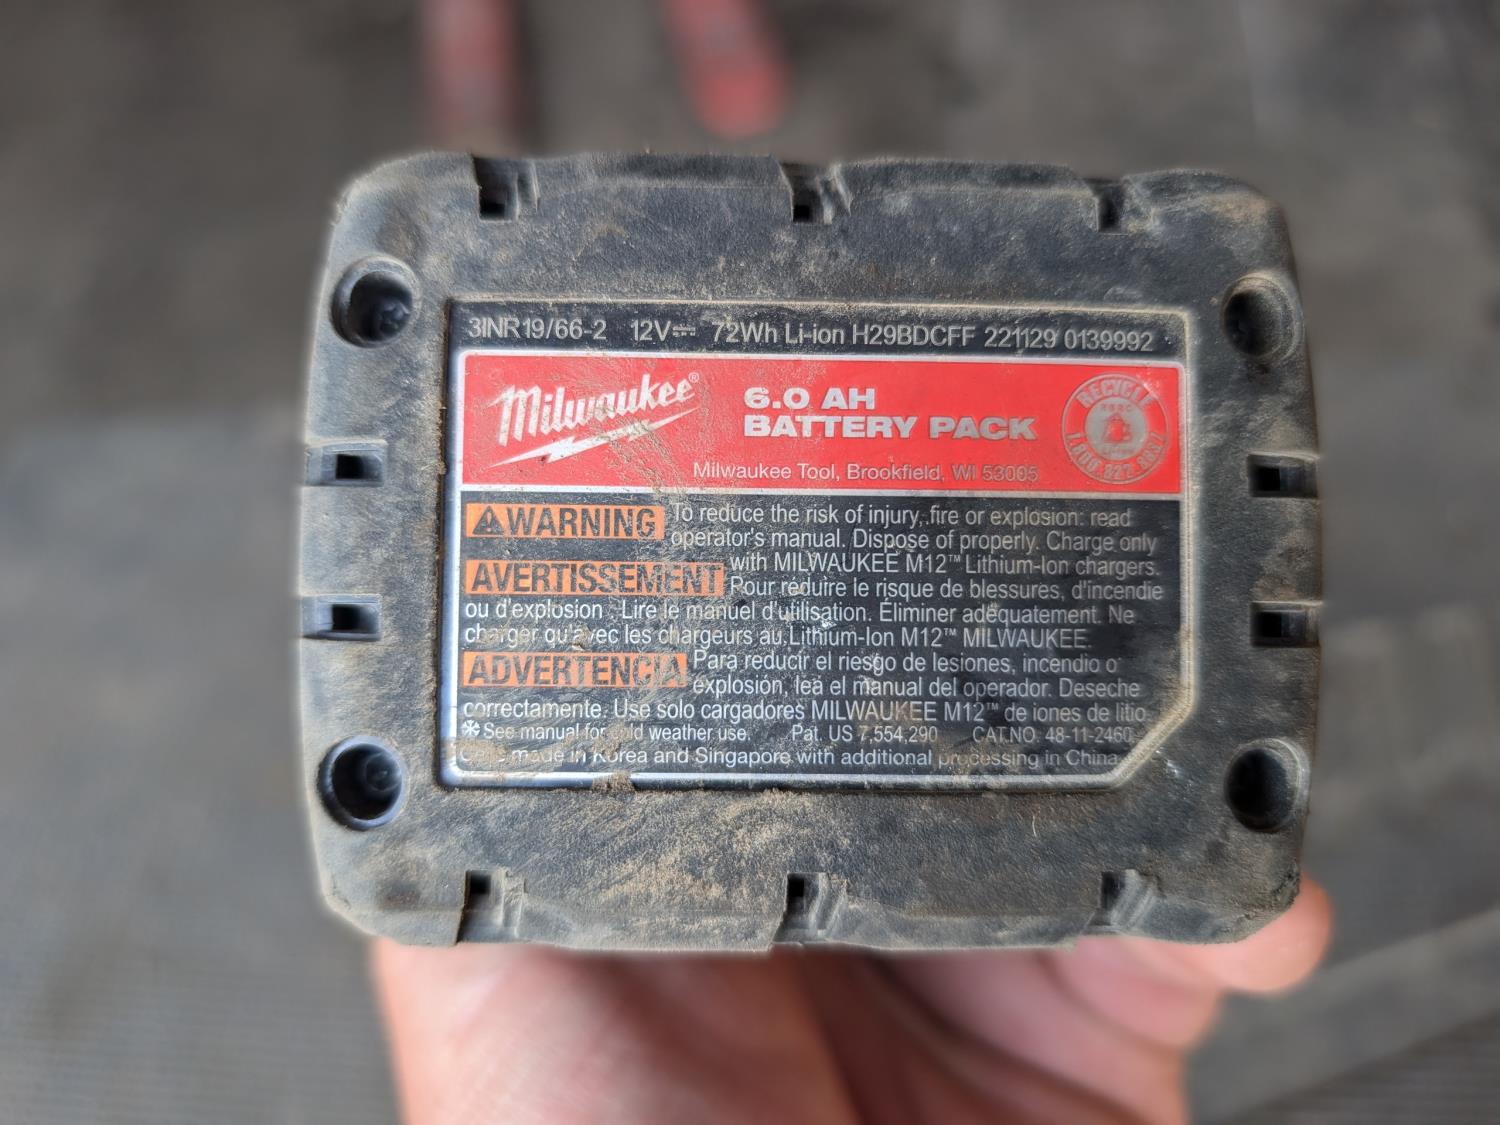 3INR19/66-2 12V⎓ 72Wh Li-ion H29BDCFF 221129 0139992
Milwaukee®
6.0 AH
BATTERY PACK
Milwaukee Tool, Brookfield, WI 53005
RECYCLE
RBRC
1.800.822.8837
⚠WARNING To reduce the risk of injury, fire or explosion: read
operator's manual. Dispose of properly. Charge only
with MILWAUKEE M12™ Lithium-Ion chargers.
AVERTISSEMENT Pour réduire le risque de blessures, d'incendie
ou d'explosion : Lire le manuel d'utilisation. Éliminer adéquatement. Ne
charger qu'avec les chargeurs au Lithium-Ion M12™ MILWAUKEE.
ADVERTENCIA Para reducir el riesgo de lesiones, incendio o
explosión, lea el manual del operador. Deseche
correctamente. Use solo cargadores MILWAUKEE M12™ de iones de litio.
✻ See manual for cold weather use. Pat. US 7,554,290 CAT.NO. 48-11-2460
made in Korea and Singapore with additional processing in China